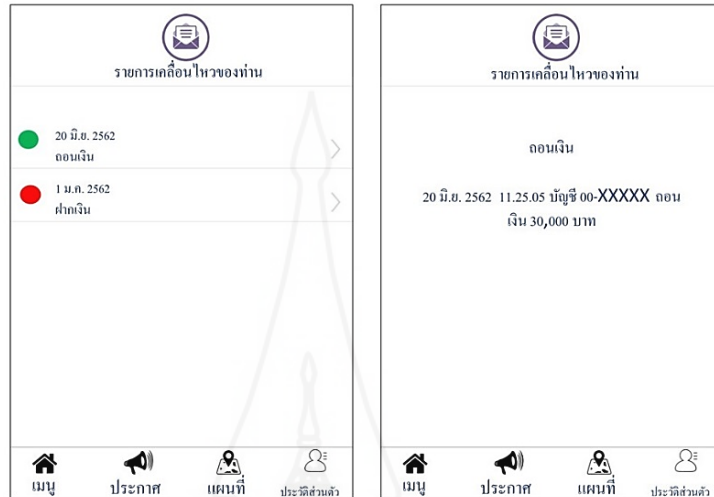 รายการเคลื่อนไหวของท่าน
20 มิ.ย. 2562
ถอนเงิน
1 ม.ค. 2562
ฝากเงิน
เมนู ประกาศ แผนที่ ประวัติส่วนตัว
รายการเคลื่อนไหวของท่าน
ถอนเงิน
20 มิ.ย. 2562 11.25.05 บัญชี 00-XXXXX ถอน
เงิน 30,000 บาท
เมนู ประกาศ แผนที่ ประวัติส่วนตัว